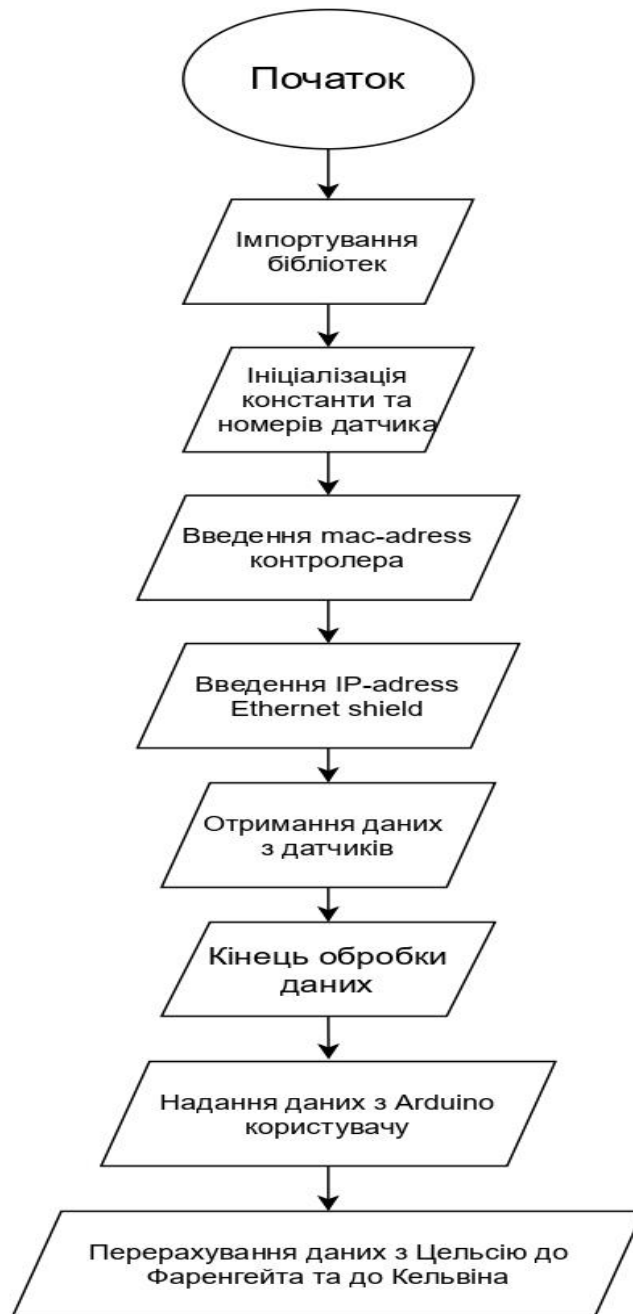 Початок
Імпортування
бібліотек
Ініціалізація
константи та
номерів датчика
Введення mac-adress
контролера
Введення IP-adress
Ethernet shield
Отримання даних
з датчиків
Кінець обробки
даних
Надання даних з Arduino
користувачу
Перерахування даних з Цельсію до
Фаренгейта та до Кельвіна